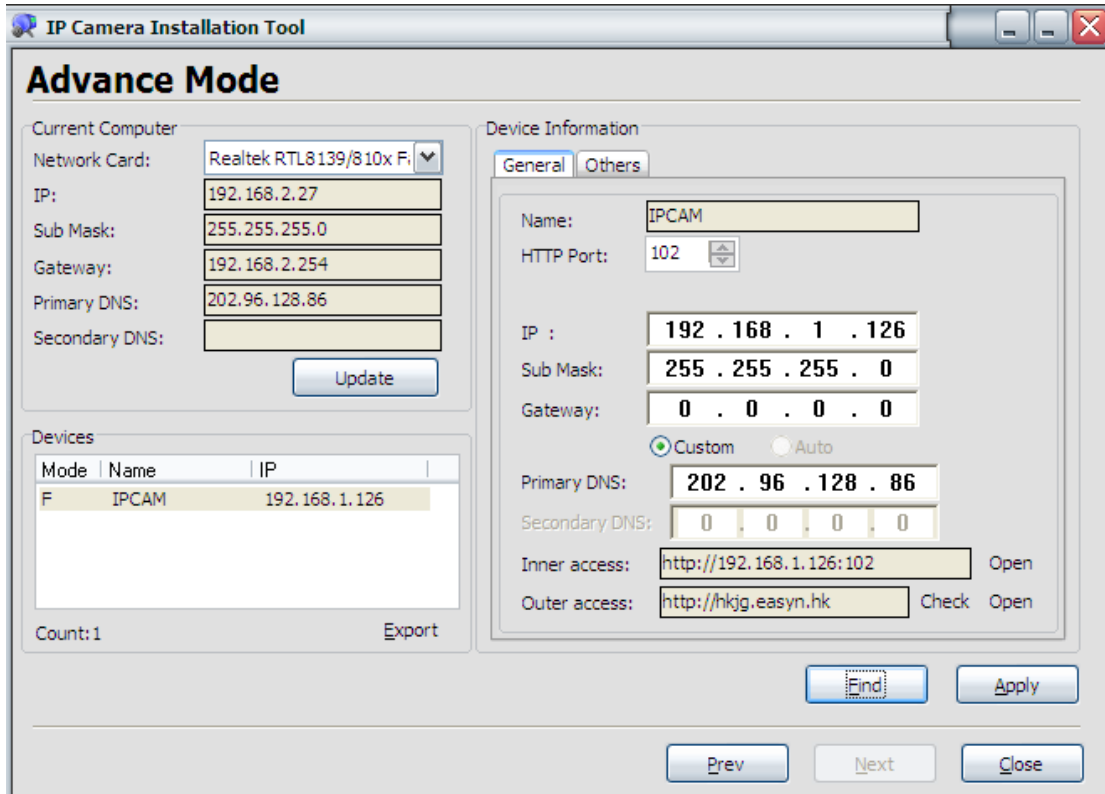 IP Camera Installation Tool
Advance Mode
Current Computer
Network Card: Realtek RTL8139/810x F
IP: 192.168.2.27
Sub Mask: 255.255.255.0
Gateway: 192.168.2.254
Primary DNS: 202.96.128.86
Secondary DNS:
Update
Devices
Mode Name IP
F IPCAM 192.168.1.126
Count:1 Export
Device Information
General Others
Name: IPCAM
HTTP Port: 102
IP : 192 . 168 . 1 . 126
Sub Mask: 255 . 255 . 255 . 0
Gateway: 0 . 0 . 0 . 0
Custom Auto
Primary DNS: 202 . 96 . 128 . 86
Secondary DNS: 0 . 0 . 0 . 0
Inner access: http://192.168.1.126:102 Open
Outer access: http://hkjg.easyn.hk Check Open
Find Apply
Prev Next Close